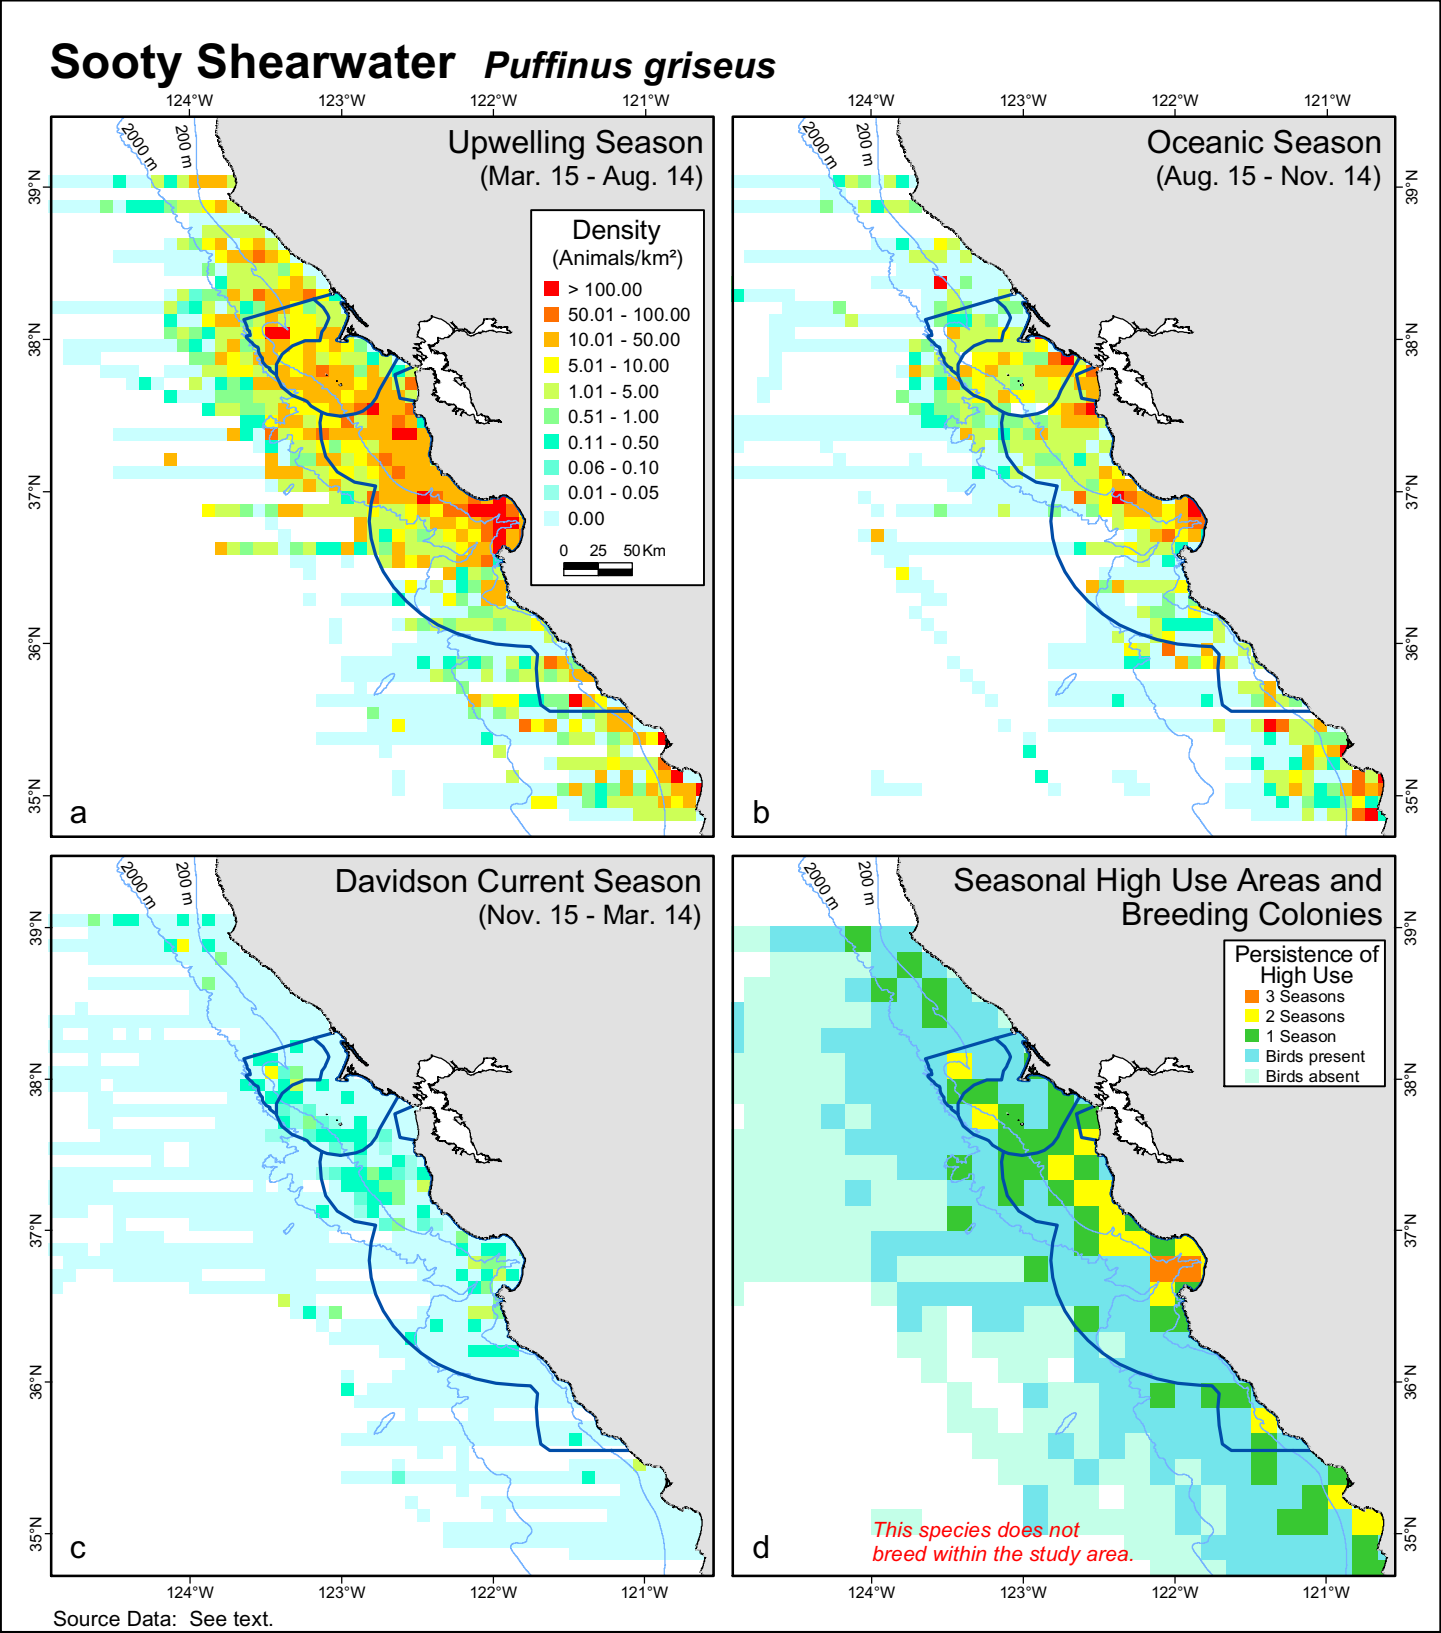 Sooty Shearwater Puffinus griseus
124°W 123°W 122°W 121°W
124°W 123°W 122°W 121°W
2000 m
200 m
Upwelling Season
(Mar. 15 - Aug. 14)
39°N
38°N
37°N
36°N
35°N
Density
(Animals/km²)
> 100.00
50.01 - 100.00
10.01 - 50.00
5.01 - 10.00
1.01 - 5.00
0.51 - 1.00
0.11 - 0.50
0.06 - 0.10
0.01 - 0.05
0.00
0 25 50 Km
a
2000 m
200 m
Oceanic Season
(Aug. 15 - Nov. 14)
39°N
38°N
37°N
36°N
35°N
b
2000 m
200 m
Davidson Current Season
(Nov. 15 - Mar. 14)
39°N
38°N
37°N
36°N
35°N
c
2000 m
200 m
Seasonal High Use Areas and
Breeding Colonies
Persistence of
High Use
3 Seasons
2 Seasons
1 Season
Birds present
Birds absent
39°N
38°N
37°N
36°N
35°N
This species does not
breed within the study area.
d
124°W 123°W 122°W 121°W
124°W 123°W 122°W 121°W
Source Data: See text.